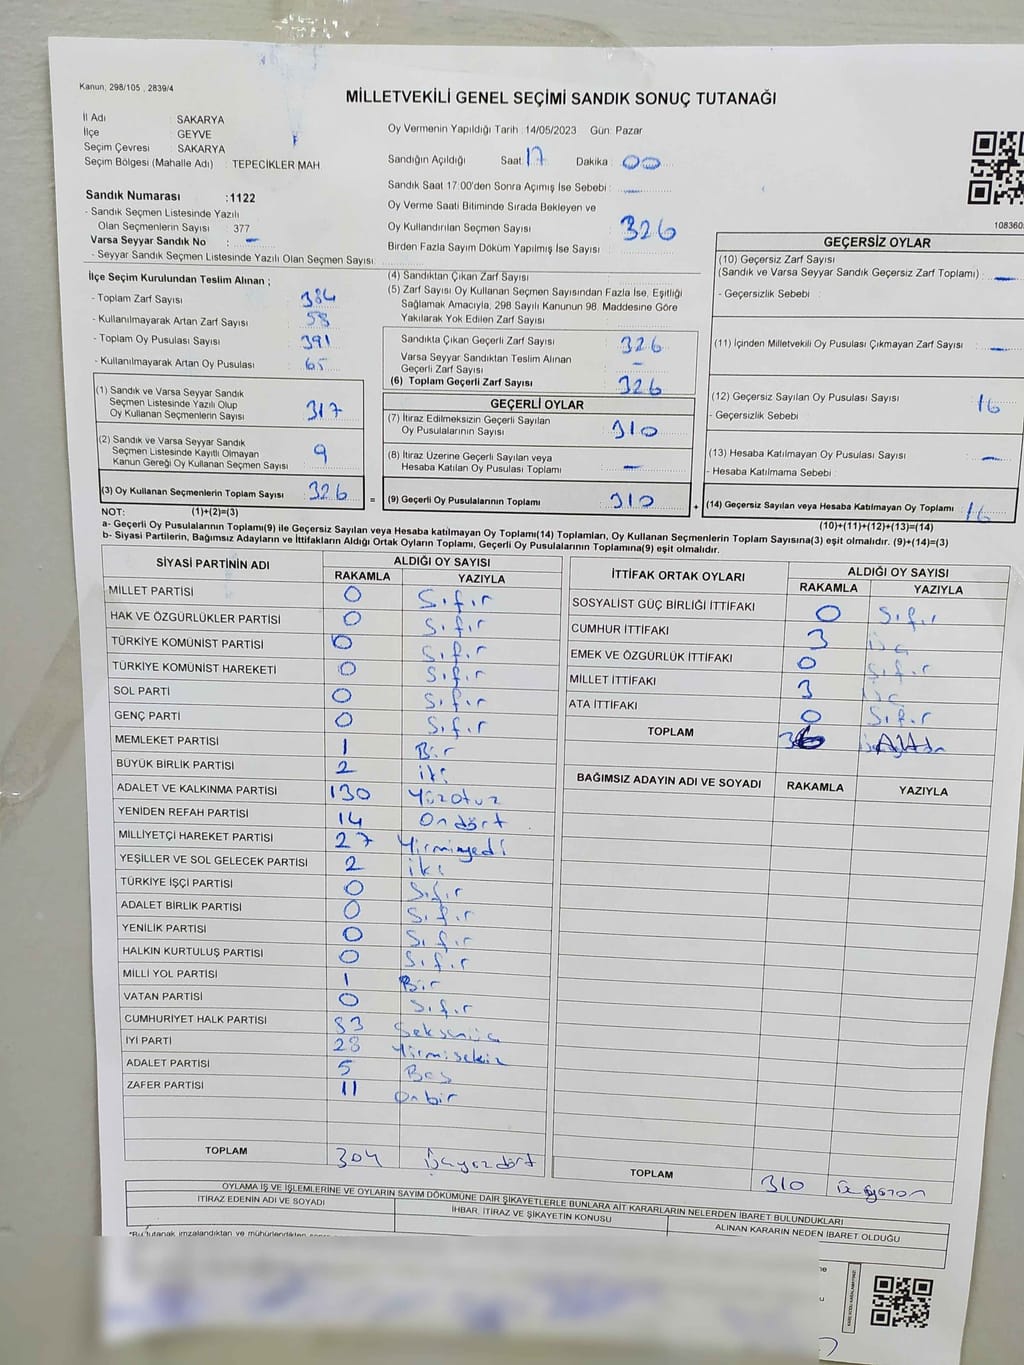 Kanun, 298/105 , 2839/4
MİLLETVEKİLİ GENEL SEÇİMİ SANDIK SONUÇ TUTANAĞI
İl Adı : SAKARYA
İlçe : GEYVE
Seçim Çevresi : SAKARYA
Seçim Bölgesi (Mahalle Adı) : TEPECİKLER MAH
Sandık Numarası :1122
- Sandık Seçmen Listesinde Yazılı
Olan Seçmenlerin Sayısı : 377
Varsa Seyyar Sandık No : -
- Seyyar Sandık Seçmen Listesinde Yazılı Olan Seçmen Sayısı:
Oy Vermenin Yapıldığı Tarih :14/05/2023 Gün: Pazar
Sandığın Açıldığı Saat 17 Dakika : 00
Sandık Saat 17:00'den Sonra Açımış İse Sebebi : -
Oy Verme Saati Bitiminde Sırada Bekleyen ve
Oy Kullandırılan Seçmen Sayısı : 326
Birden Fazla Sayım Döküm Yapılmış İse Sayısı :
108360
İlçe Seçim Kurulundan Teslim Alınan ;
- Toplam Zarf Sayısı : 384
- Kullanılmayarak Artan Zarf Sayısı : 58
- Toplam Oy Pusulası Sayısı : 391
- Kullanılmayarak Artan Oy Pusulası : 65
(1) Sandık ve Varsa Seyyar Sandık
Seçmen Listesinde Yazılı Olup
Oy Kullanan Seçmenlerin Sayısı : 317
(2) Sandık ve Varsa Seyyar Sandık
Seçmen Listesinde Kayıtlı Olmayan
Kanun Gereği Oy Kullanan Seçmen Sayısı : 9
(3) Oy Kullanan Seçmenlerin Toplam Sayısı : 326
(4) Sandıktan Çıkan Zarf Sayısı :
(5) Zarf Sayısı Oy Kullanan Seçmen Sayısından Fazla İse, Eşitliği
Sağlamak Amacıyla, 298 Sayılı Kanunun 98. Maddesine Göre
Yakılarak Yok Edilen Zarf Sayısı :
Sandıkta Çıkan Geçerli Zarf Sayısı : 326
Varsa Seyyar Sandıktan Teslim Alınan
Geçerli Zarf Sayısı : -
(6) Toplam Geçerli Zarf Sayısı : 326
GEÇERLİ OYLAR
(7) İtiraz Edilmeksizin Geçerli Sayılan
Oy Pusulalarının Sayısı : 310
(8) İtiraz Üzerine Geçerli Sayılan veya
Hesaba Katılan Oy Pusulası Toplamı : -
= (9) Geçerli Oy Pusulalarının Toplamı : 310
GEÇERSİZ OYLAR
(10) Geçersiz Zarf Sayısı
(Sandık ve Varsa Seyyar Sandık Geçersiz Zarf Toplamı) : -
- Geçersizlik Sebebi :
(11) İçinden Milletvekili Oy Pusulası Çıkmayan Zarf Sayısı : -
(12) Geçersiz Sayılan Oy Pusulası Sayısı : 16
- Geçersizlik Sebebi :
(13) Hesaba Katılmayan Oy Pusulası Sayısı : -
- Hesaba Katılmama Sebebi :
+ (14) Geçersiz Sayılan veya Hesaba Katılmayan Oy Toplamı : 16
NOT: (1)+(2)=(3)
(10)+(11)+(12)+(13)=(14)
a- Geçerli Oy Pusulalarının Toplamı(9) ile Geçersiz Sayılan veya Hesaba katılmayan Oy Toplamı(14) Toplamları, Oy Kullanan Seçmenlerin Toplam Sayısına(3) eşit olmalıdır. (9)+(14)=(3)
b- Siyasi Partilerin, Bağımsız Adayların ve İttifakların Aldığı Ortak Oyların Toplamı, Geçerli Oy Pusulalarının Toplamına(9) eşit olmalıdır.
SİYASİ PARTİNİN ADI ALDIĞI OY SAYISI
RAKAMLA YAZIYLA
MİLLET PARTİSİ 0 Sıfır
HAK VE ÖZGÜRLÜKLER PARTİSİ 0 Sıfır
TÜRKİYE KOMÜNİST PARTİSİ 0 Sıfır
TÜRKİYE KOMÜNİST HAREKETİ 0 Sıfır
SOL PARTİ 0 Sıfır
GENÇ PARTİ 0 Sıfır
MEMLEKET PARTİSİ 1 Bir
BÜYÜK BİRLİK PARTİSİ 2 iki
ADALET VE KALKINMA PARTİSİ 130 Yüzotuz
YENİDEN REFAH PARTİSİ 14 Ondört
MİLLİYETÇİ HAREKET PARTİSİ 27 Yirmiyedi
YEŞİLLER VE SOL GELECEK PARTİSİ 2 iki
TÜRKİYE İŞÇİ PARTİSİ 0 Sıfır
ADALET BİRLİK PARTİSİ 0 Sıfır
YENİLİK PARTİSİ 0 Sıfır
HALKIN KURTULUŞ PARTİSİ 0 Sıfır
MİLLİ YOL PARTİSİ 1 Bir
VATAN PARTİSİ 0 Sıfır
CUMHURİYET HALK PARTİSİ 83 Seksenüç
İYİ PARTİ 28 Yirmisekiz
ADALET PARTİSİ 5 Beş
ZAFER PARTİSİ 11 Onbir
TOPLAM 304 Üçyüzdört
İTTİFAK ORTAK OYLARI ALDIĞI OY SAYISI
RAKAMLA YAZIYLA
SOSYALİST GÜÇ BİRLİĞİ İTTİFAKI 0 Sıfır
CUMHUR İTTİFAKI 3 üç
EMEK VE ÖZGÜRLÜK İTTİFAKI 0 Sıfır
MİLLET İTTİFAKI 3 üç
ATA İTTİFAKI 0 Sıfır
TOPLAM 6 Altı
BAĞIMSIZ ADAYIN ADI VE SOYADI RAKAMLA YAZIYLA
TOPLAM 310 üçyüzon
OYLAMA İŞ VE İŞLEMLERİNE VE OYLARIN SAYIM DÖKÜMÜNE DAİR ŞİKAYETLERLE BUNLARA AİT KARARLARIN NELERDEN İBARET BULUNDUKLARI
İTİRAZ EDENİN ADI VE SOYADI
İHBAR, İTİRAZ VE ŞİKAYETİN KONUSU
ALINAN KARARIN NEDEN İBARET OLDUĞU
*Bu tutanak imzalandıktan ve mühürlendikten sonra